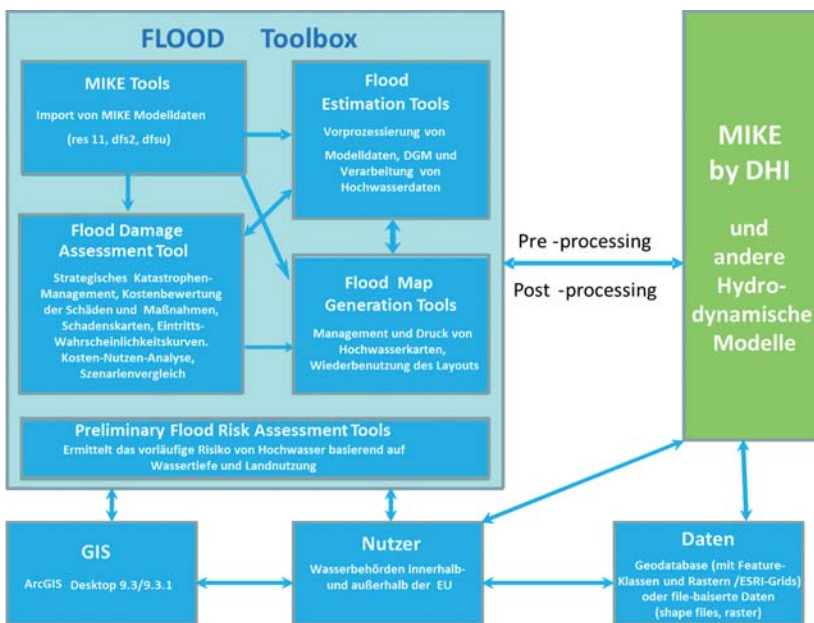 FLOOD Toolbox
MIKE Tools
Import von MIKE Modelldaten
(res 11, dfs2, dfsu)
Flood
Estimation Tools
Vorprozessierung von
Modelldaten, DGM und
Verarbeitung von
Hochwasserdaten
Flood Damage
Assessment Tool
Strategisches Katastrophen-
Management, Kostenbewertung
der Schäden und Maßnahmen,
Schadenskarten, Eintritts-
Wahrscheinlichkeitskurven.
Kosten-Nutzen-Analyse,
Szenarienvergleich
Flood Map
Generation Tools
Management und Druck von
Hochwasserkarten,
Wiederbenutzung des Layouts
Preliminary Flood Risk Assessment Tools
Ermittelt das vorläufige Risiko von Hochwasser basierend auf
Wassertiefe und Landnutzung
Pre -processing
Post -processing
MIKE
by DHI
und
andere
Hydro-
dynamische
Modelle
GIS
ArcGIS Desktop 9.3/9.3.1
Nutzer
Wasserbehörden innerhalb-
und außerhalb der EU
Daten
Geodatabase (mit Feature-
Klassen und Rastern /ESRI-Grids)
oder file-baiserte Daten
(shape files, raster)